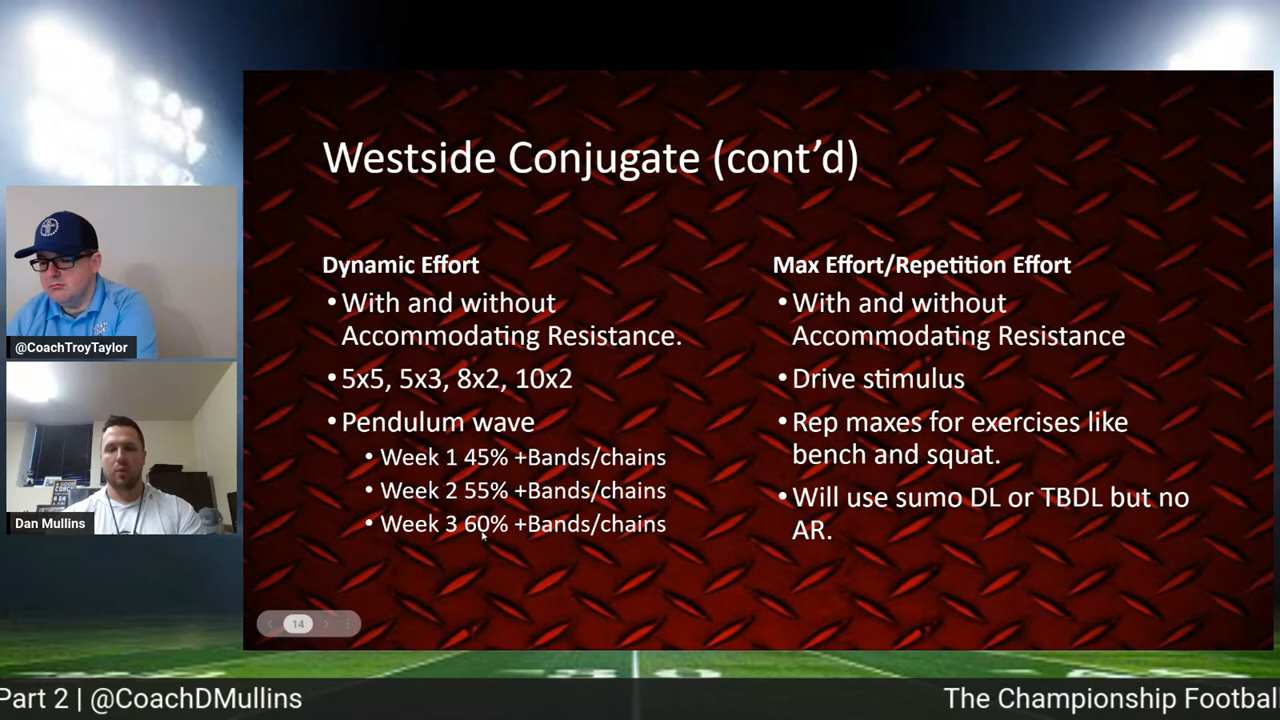 Westside Conjugate (cont’d)
Dynamic Effort
•With and without
Accommodating Resistance.
•5x5, 5x3, 8x2, 10x2
•Pendulum wave
• Week 1 45% +Bands/chains
• Week 2 55% +Bands/chains
• Week 3 60% +Bands/chains
Max Effort/Repetition Effort
•With and without
Accommodating Resistance
•Drive stimulus
•Rep maxes for exercises like
bench and squat.
•Will use sumo DL or TBDL but no
AR.
@CoachTroyTaylor
Dan Mullins
14
Part 2 | @CoachDMullins
The Championship Footbal